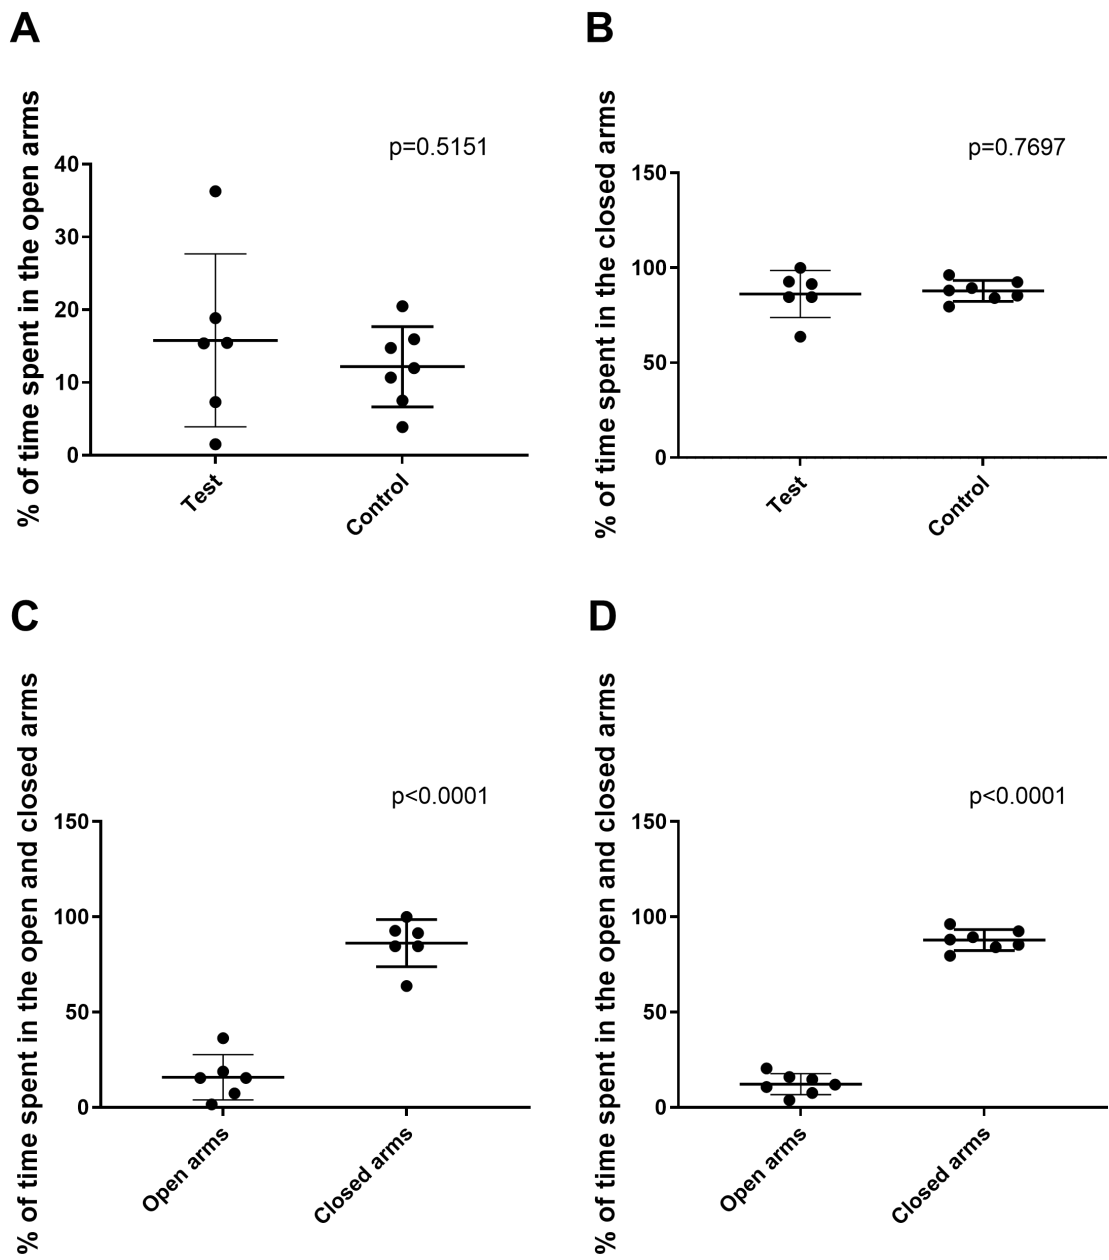 A
% of time spent in the open arms
p=0.5151
40
30
20
10
0
Test
Control
B
% of time spent in the closed arms
p=0.7697
150
100
50
0
Test
Control
C
% of time spent in the open and closed arms
p<0.0001
150
100
50
0
Open arms
Closed arms
D
% of time spent in the open and closed arms
p<0.0001
150
100
50
0
Open arms
Closed arms